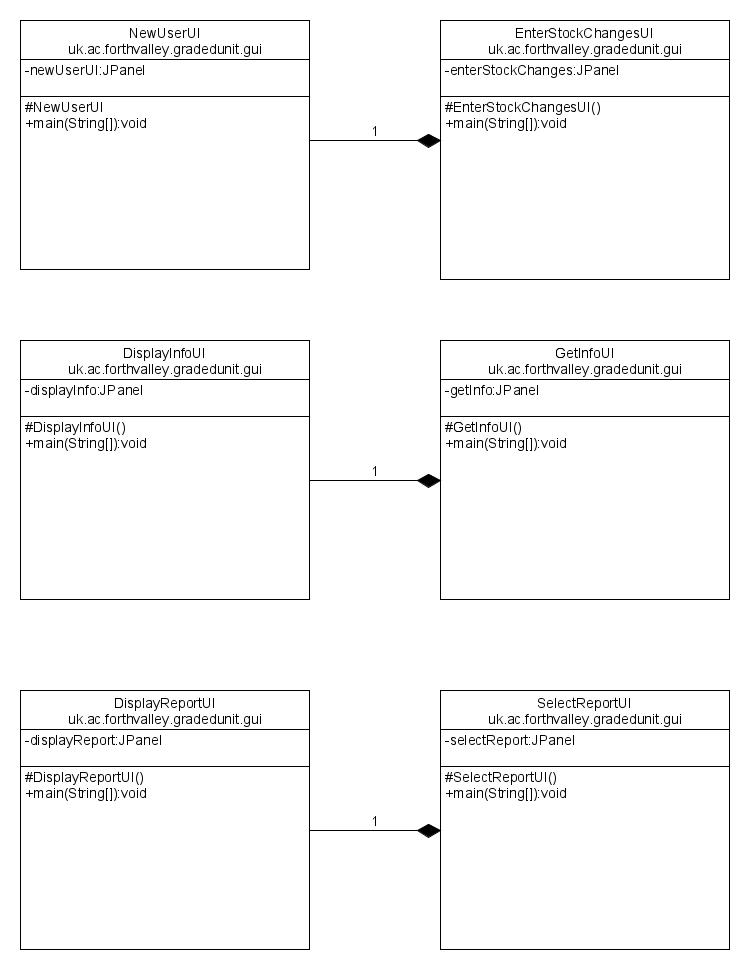 NewUserUI
uk.ac.forthvalley.gradedunit.gui
-newUserUI:JPanel
#NewUserUI
+main(String[]):void
1
EnterStockChangesUI
uk.ac.forthvalley.gradedunit.gui
-enterStockChanges:JPanel
#EnterStockChangesUI()
+main(String[]):void
DisplayInfoUI
uk.ac.forthvalley.gradedunit.gui
-displayInfo:JPanel
#DisplayInfoUI()
+main(String[]):void
1
GetInfoUI
uk.ac.forthvalley.gradedunit.gui
-getInfo:JPanel
#GetInfoUI()
+main(String[]):void
DisplayReportUI
uk.ac.forthvalley.gradedunit.gui
-displayReport:JPanel
#DisplayReportUI()
+main(String[]):void
1
SelectReportUI
uk.ac.forthvalley.gradedunit.gui
-selectReport:JPanel
#SelectReportUI()
+main(String[]):void